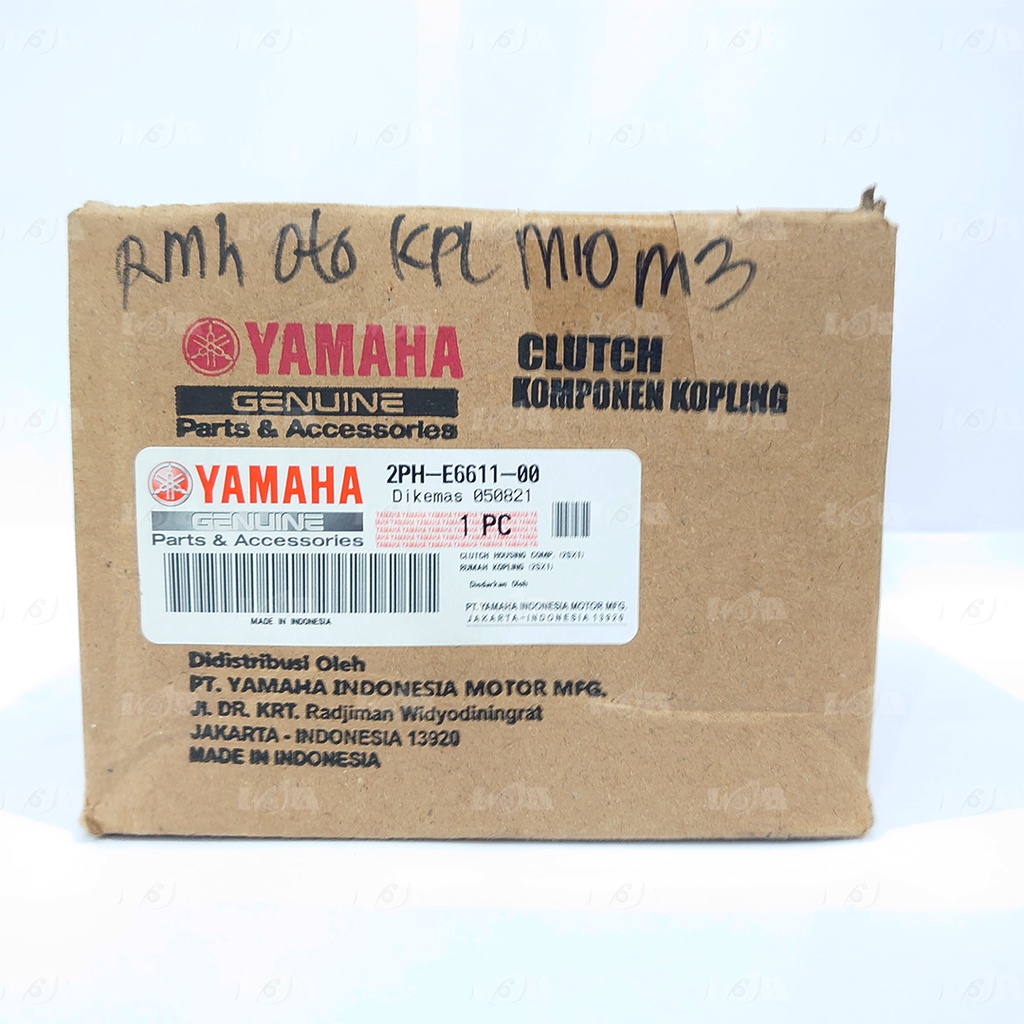 RMh Oto KPL MIO M3
YAMAHA
GENUINE
Parts & Accessories
CLUTCH
KOMPONEN KOPLING
YAMAHA
GENUINE
Parts & Accessories
2PH-E6611-00
Dikemas 050821
1 PC
CLUTCH HOUSING COMP. (2SX1)
RUMAH KOPLING (2SX1)
Diedarkan Oleh
PT. YAMAHA INDONESIA MOTOR MFG.
JAKARTA-INDONESIA 13920
MADE IN INDONESIA
Didistribusi Oleh
PT. YAMAHA INDONESIA MOTOR MFG.
Jl. DR. KRT. Radjiman Widyodiningrat
JAKARTA - INDONESIA 13920
MADE IN INDONESIA